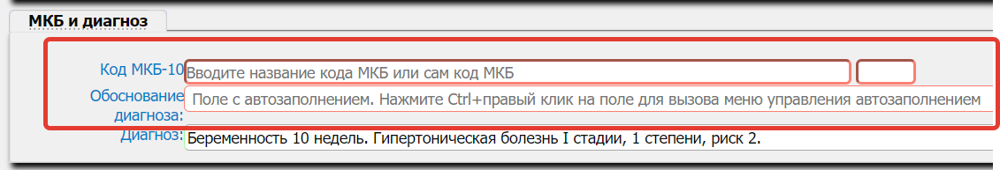 МКБ и диагноз
Код МКБ-10 Вводите название кода МКБ или сам код МКБ
Обоснование
диагноза: Поле с автозаполнением. Нажмите Ctrl+правый клик на поле для вызова меню управления автозаполнением
Диагноз: Беременность 10 недель. Гипертоническая болезнь I стадии, 1 степени, риск 2.